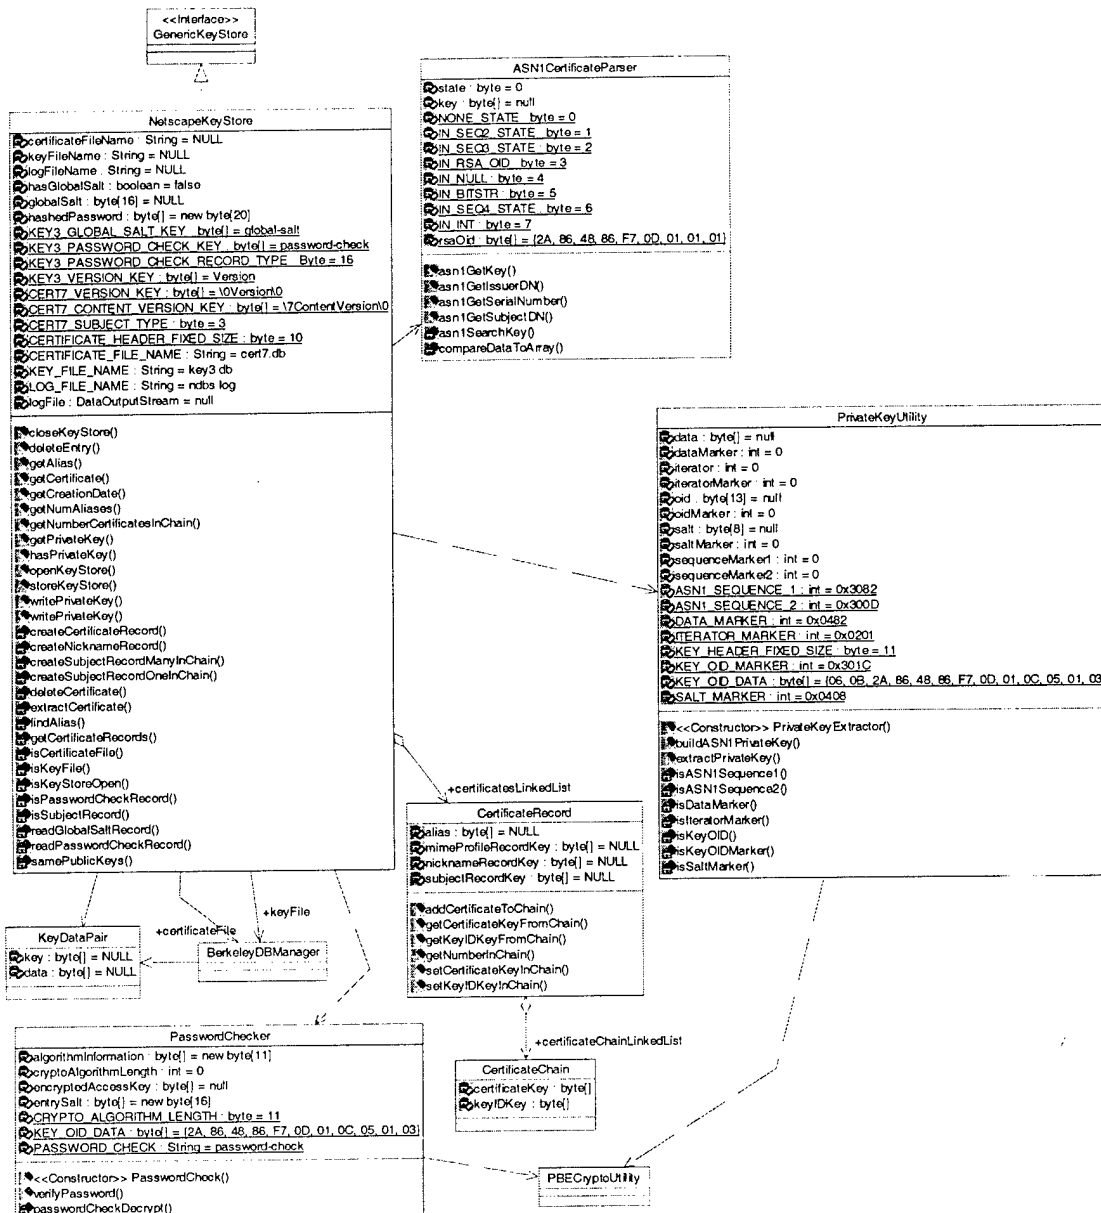 <<Interface>>
GenericKeyStore
NetscapeKeyStore
certificateFileName : String = NULL
keyFileName : String = NULL
logFileName : String = NULL
hasGlobalSalt : boolean = false
globalSalt : byte[16] = NULL
hashedPassword : byte[] = new byte[20]
KEY3_GLOBAL_SALT_KEY : byte[] = global-salt
KEY3_PASSWORD_CHECK_KEY : byte[] = password-check
KEY3_PASSWORD_CHECK_RECORD_TYPE : Byte = 16
KEY3_VERSION_KEY : byte[] = Version
CERT7_VERSION_KEY : byte[] = \0Version\0
CERT7_CONTENT_VERSION_KEY : byte[] = \7ContentVersion\0
CERT7_SUBJECT_TYPE : byte = 3
CERTIFICATE_HEADER_FIXED_SIZE : byte = 10
CERTIFICATE_FILE_NAME : String = cert7.db
KEY_FILE_NAME : String = key3.db
LOG_FILE_NAME : String = ndbs log
logFile : DataOutputStream = null
closeKeyStore()
deleteEntry()
getAlias()
getCertificate()
getCreationDate()
getNumAliases()
getNumberCertificatesInChain()
getPrivateKey()
hasPrivateKey()
openKeyStore()
storeKeyStore()
writePrivateKey()
writePrivateKey()
createCertificateRecord()
createNicknameRecord()
createSubjectRecordManyInChain()
createSubjectRecordOneInChain()
deleteCertificate()
extractCertificate()
findAlias()
getCertificateRecords()
isCertificateFile()
isKeyFile()
isKeyStoreOpen()
isPasswordCheckRecord()
isSubjectRecord()
readGlobalSaltRecord()
readPasswordCheckRecord()
samePublicKeys()
ASN1CertificateParser
state : byte = 0
key : byte[] = null
NONE_STATE : byte = 0
IN_SEQ2_STATE : byte = 1
IN_SEQ3_STATE : byte = 2
IN_RSA_OID : byte = 3
IN_NULL : byte = 4
IN_BITSTR : byte = 5
IN_SEQ4_STATE : byte = 6
IN_INT : byte = 7
rsaOid : byte[] = {2A, 86, 48, 86, F7, 0D, 01, 01, 01}
asn1GetKey()
asn1GetIssuerDN()
asn1GetSerialNumber()
asn1GetSubjectDN()
asn1SearchKey()
compareDataToArray()
PrivateKeyUtility
data : byte[] = null
dataMarker : int = 0
iterator : int = 0
iteratorMarker : int = 0
oid : byte[13] = null
oidMarker : int = 0
salt : byte[8] = null
saltMarker : int = 0
sequenceMarker1 : int = 0
sequenceMarker2 : int = 0
ASN1_SEQUENCE_1 : int = 0x3082
ASN1_SEQUENCE_2 : int = 0x300D
DATA_MARKER : int = 0x0482
ITERATOR_MARKER : int = 0x0201
KEY_HEADER_FIXED_SIZE : byte = 11
KEY_OID_MARKER : int = 0x301C
KEY_OID_DATA : byte[] = {06, 0B, 2A, 86, 48, 86, F7, 0D, 01, 0C, 05, 01, 03
SALT_MARKER : int = 0x0408
<<Constructor>> PrivateKeyExtractor()
buildASN1PrivateKey()
extractPrivateKey()
isASN1Sequence1()
isASN1Sequence2()
isDataMarker()
isIteratorMarker()
isKeyOID()
isKeyOIDMarker()
isSaltMarker()
+certificatesLinkedList
CertificateRecord
alias : byte[] = NULL
mimeProfileRecordKey : byte[] = NULL
nicknameRecordKey : byte[] = NULL
subjectRecordKey : byte[] = NULL
addCertificateToChain()
getCertificateKeyFromChain()
getKeyIDKeyFromChain()
getNumberInChain()
setCertificateKeyInChain()
setKeyIDKeyInChain()
+certificateFile
+keyFile
KeyDataPair
key : byte[] = NULL
data : byte[] = NULL
BerkeleyDBManager
+certificateChainLinkedList
CertificateChain
certificateKey : byte[]
keyIDKey : byte[]
PasswordChecker
algorithmInformation : byte[] = new byte[11]
cryptoAlgorithmLength : int = 0
encryptedAccessKey : byte[] = null
entrySalt : byte[] = new byte[16]
CRYPTO_ALGORITHM_LENGTH : byte = 11
KEY_OID_DATA : byte[] = {2A, 86, 48, 86, F7, 0D, 01, 0C, 05, 01, 03}
PASSWORD_CHECK : String = password-check
<<Constructor>> PasswordCheck()
verifyPassword()
passwordCheckDecrypt()
PBECryptoUtility